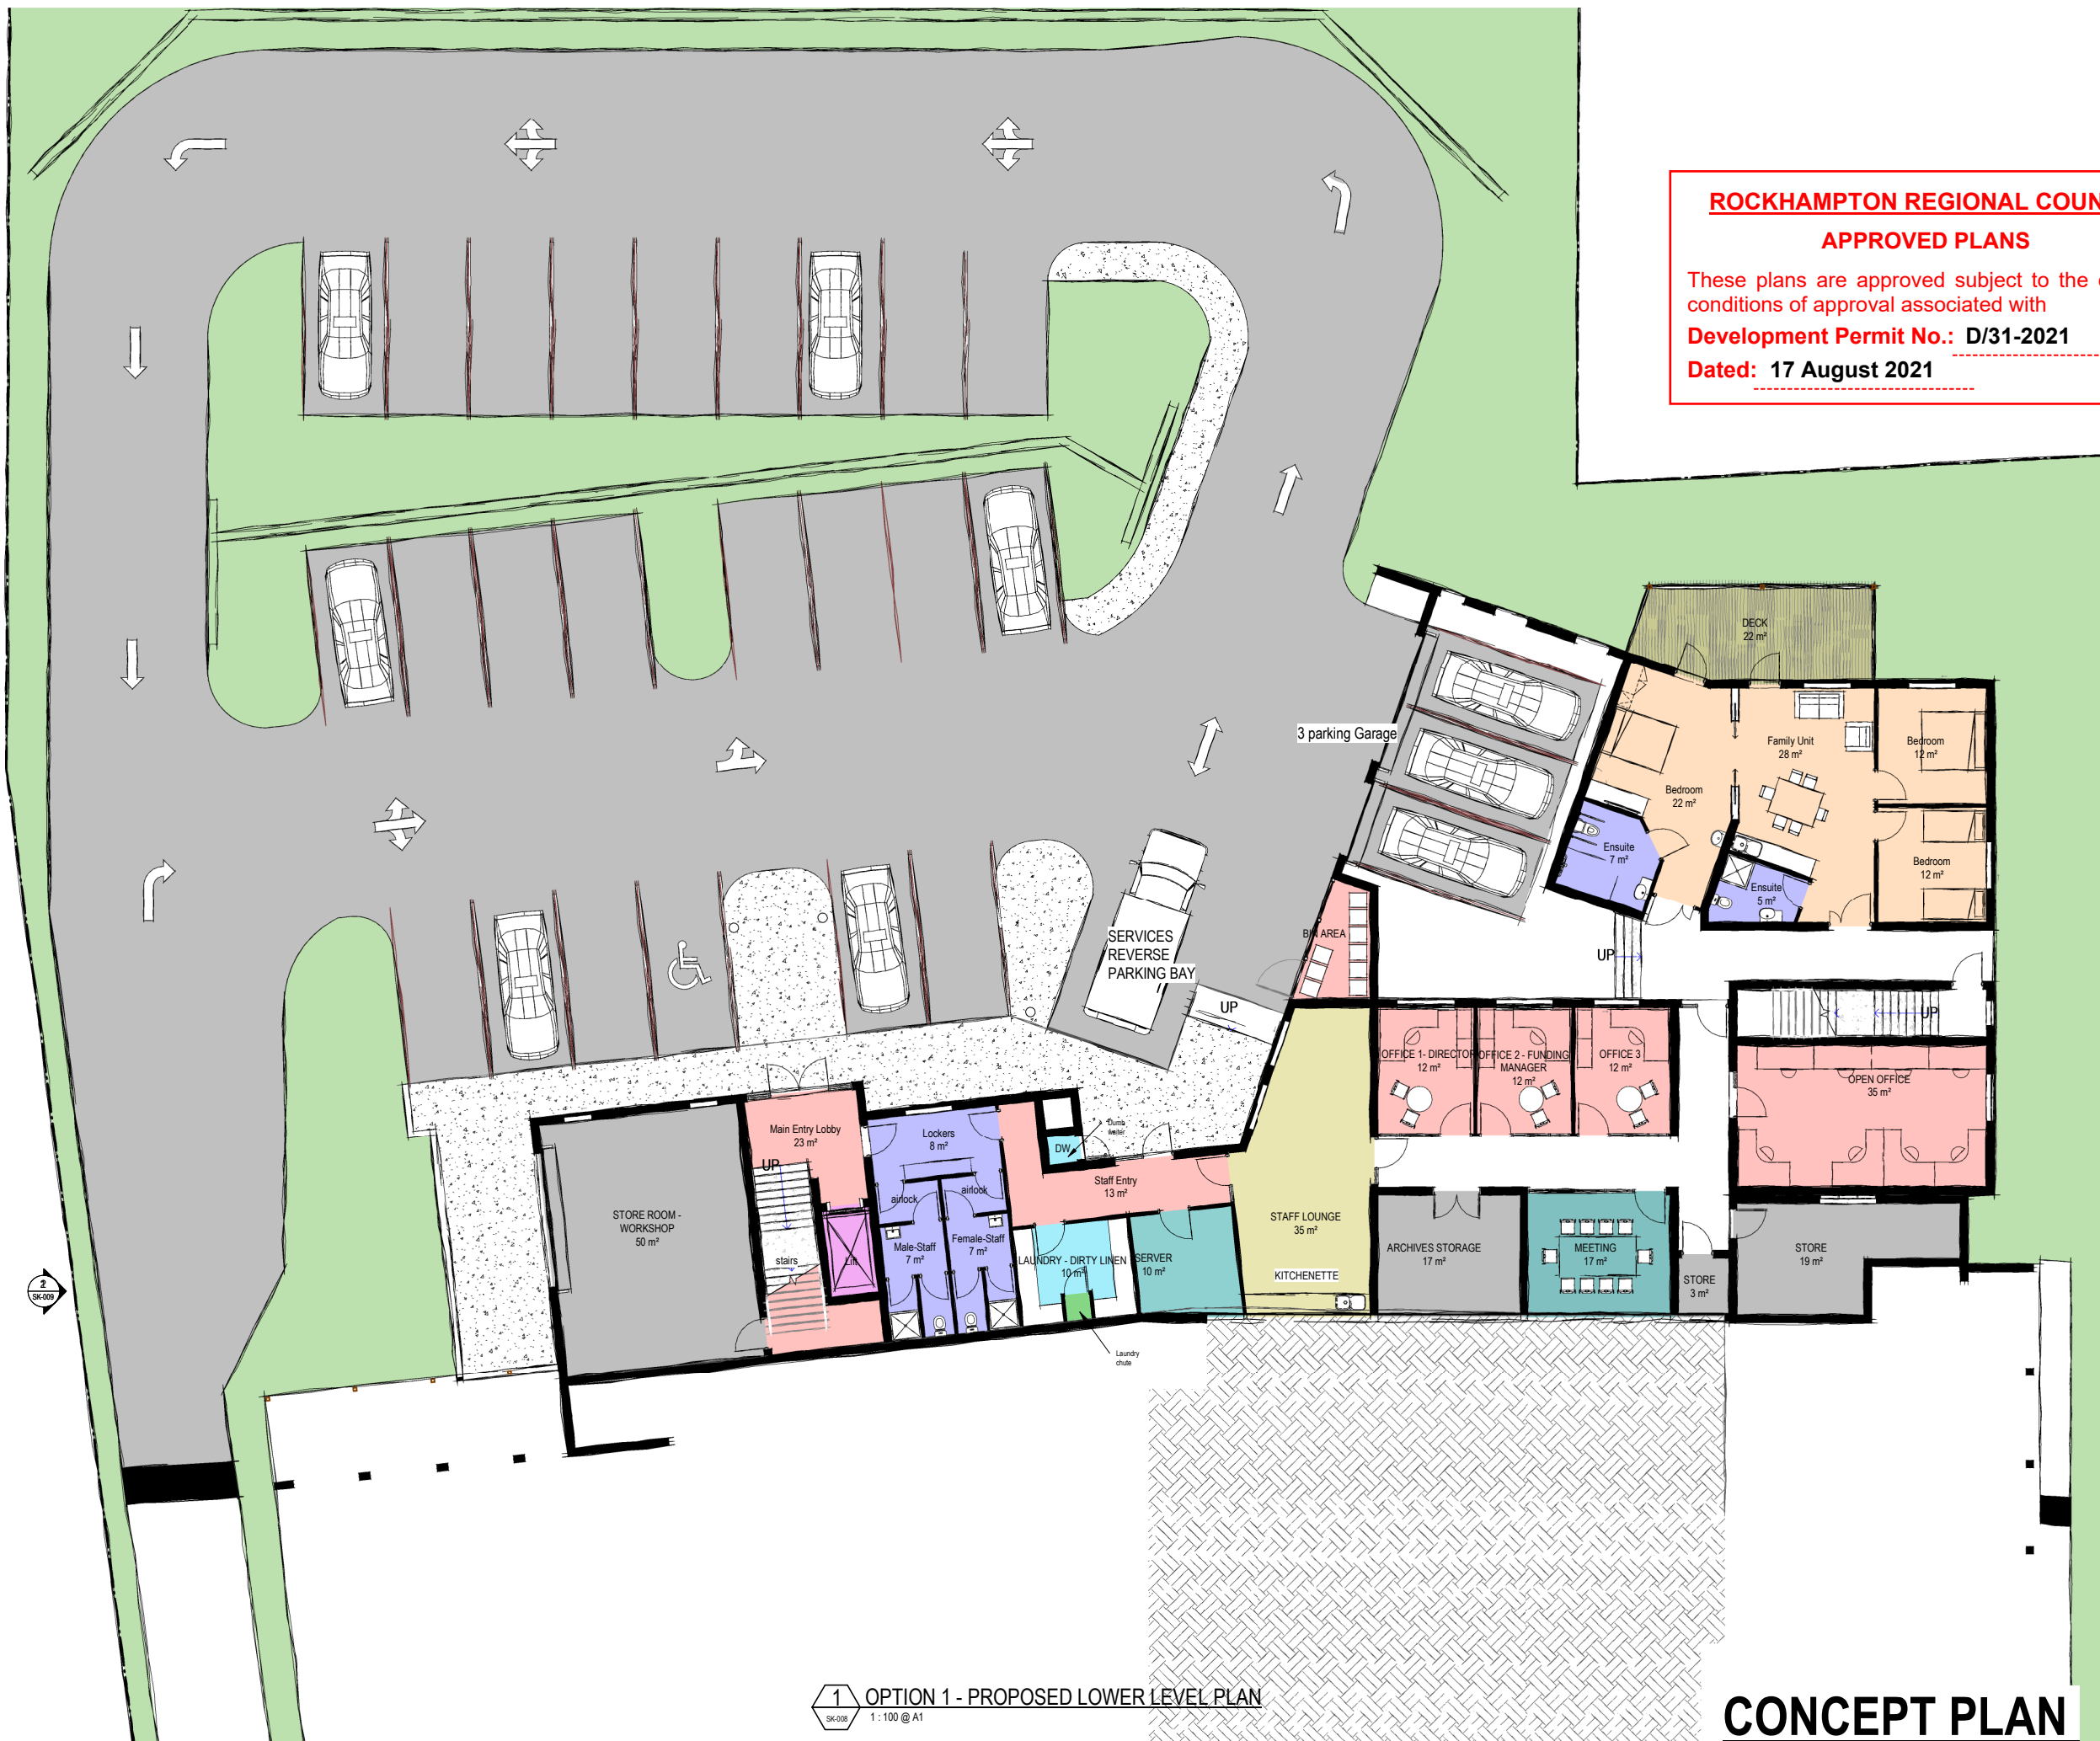 ROCKHAMPTON REGIONAL COUN
APPROVED PLANS
These plans are approved subject to the
conditions of approval associated with
Development Permit No.: D/31-2021
Dated: 17 August 2021
DECK
22 m²
3 parking Garage
Family Unit
28 m²
Bedroom
12 m²
Bedroom
22 m²
Ensuite
7 m²
Bedroom
12 m²
Ensuite
5 m²
SERVICES
REVERSE
PARKING BAY
BIN AREA
UP
UP
UP
OFFICE 1- DIRECTOR
12 m²
OFFICE 2 - FUNDING
MANAGER
12 m²
OFFICE 3
12 m²
OPEN OFFICE
35 m²
Main Entry Lobby
23 m²
UP
Lockers
8 m²
Dumb
waiter
DW
airlock
airlock
Staff Entry
13 m²
STORE ROOM -
WORKSHOP
50 m²
stairs
Lift
Male-Staff
7 m²
Female-Staff
7 m²
LAUNDRY - DIRTY LINEN
10 m²
SERVER
10 m²
STAFF LOUNGE
35 m²
KITCHENETTE
ARCHIVES STORAGE
17 m²
MEETING
17 m²
STORE
3 m²
STORE
19 m²
2
SK-009
Laundry
chute
1
SK-008
OPTION 1 - PROPOSED LOWER LEVEL PLAN
1 : 100 @ A1
CONCEPT PLAN